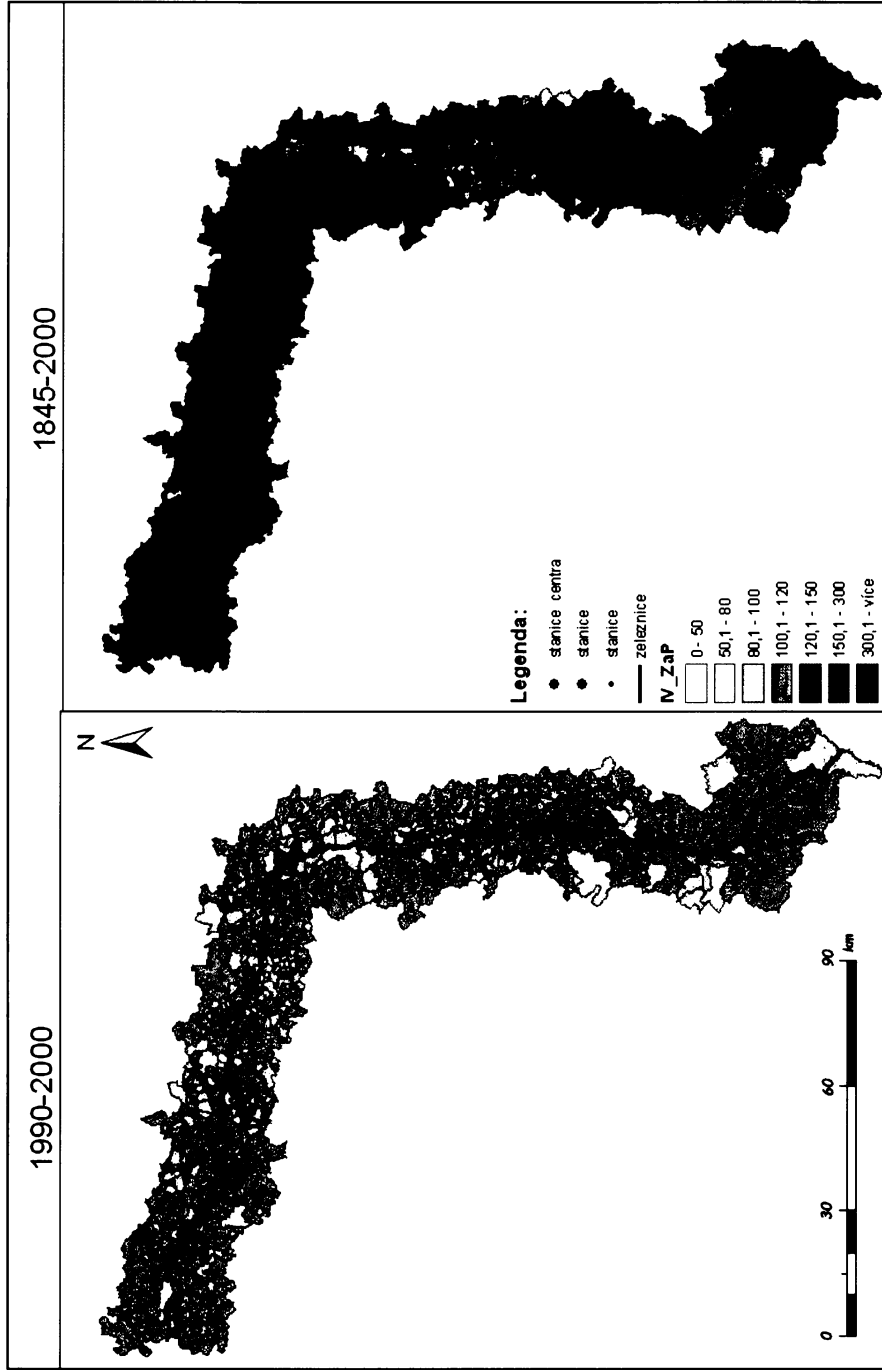 1990-2000
1845-2000
N
Legenda:
stanice centra
stanice
stanice
železnice
IV_ZaP
0 - 50
50,1 - 80
80,1 - 100
100,1 - 120
120,1 - 150
150,1 - 300
300,1 - více
0 30 60 90
km